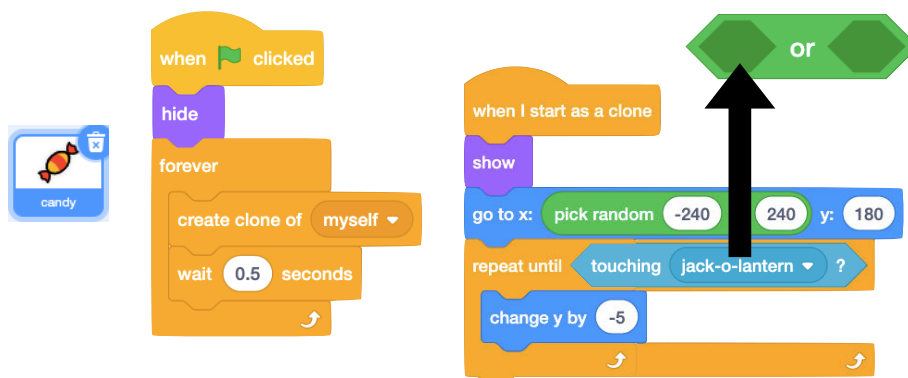 candy
when clicked
hide
forever
create clone of myself
wait 0.5 seconds
or
when I start as a clone
show
go to x: pick random -240 240 y: 180
repeat until touching jack-o-lantern ?
change y by -5